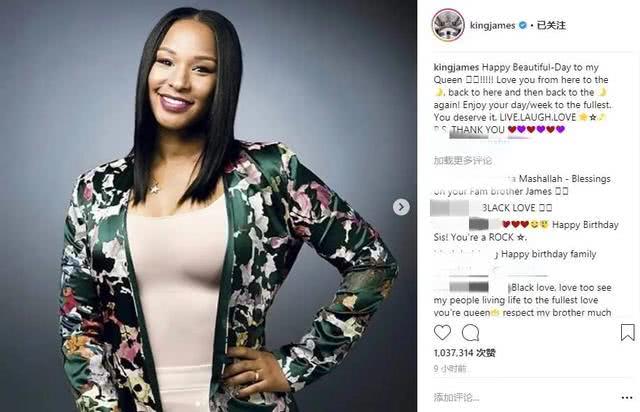 kingjames • 已关注
kingjames Happy Beautiful-Day to my
Queen !!!!! Love you from here to the
🌙, back to here and then back to the 🌙
again! Enjoy your day/week to the fullest.
You deserve it. LIVE.LAUGH.LOVE
P.S. THANK YOU
加载更多评论
Mashallah - Blessings
on your Fam brother James
BLACK LOVE
Happy Birthday
Sis! You're a ROCK ☆.
Happy birthday family
Black love, love too see
my people living life to the fullest love
you're queen👑 respect my brother much
1,037,314 次赞
9 小时前
添加评论...